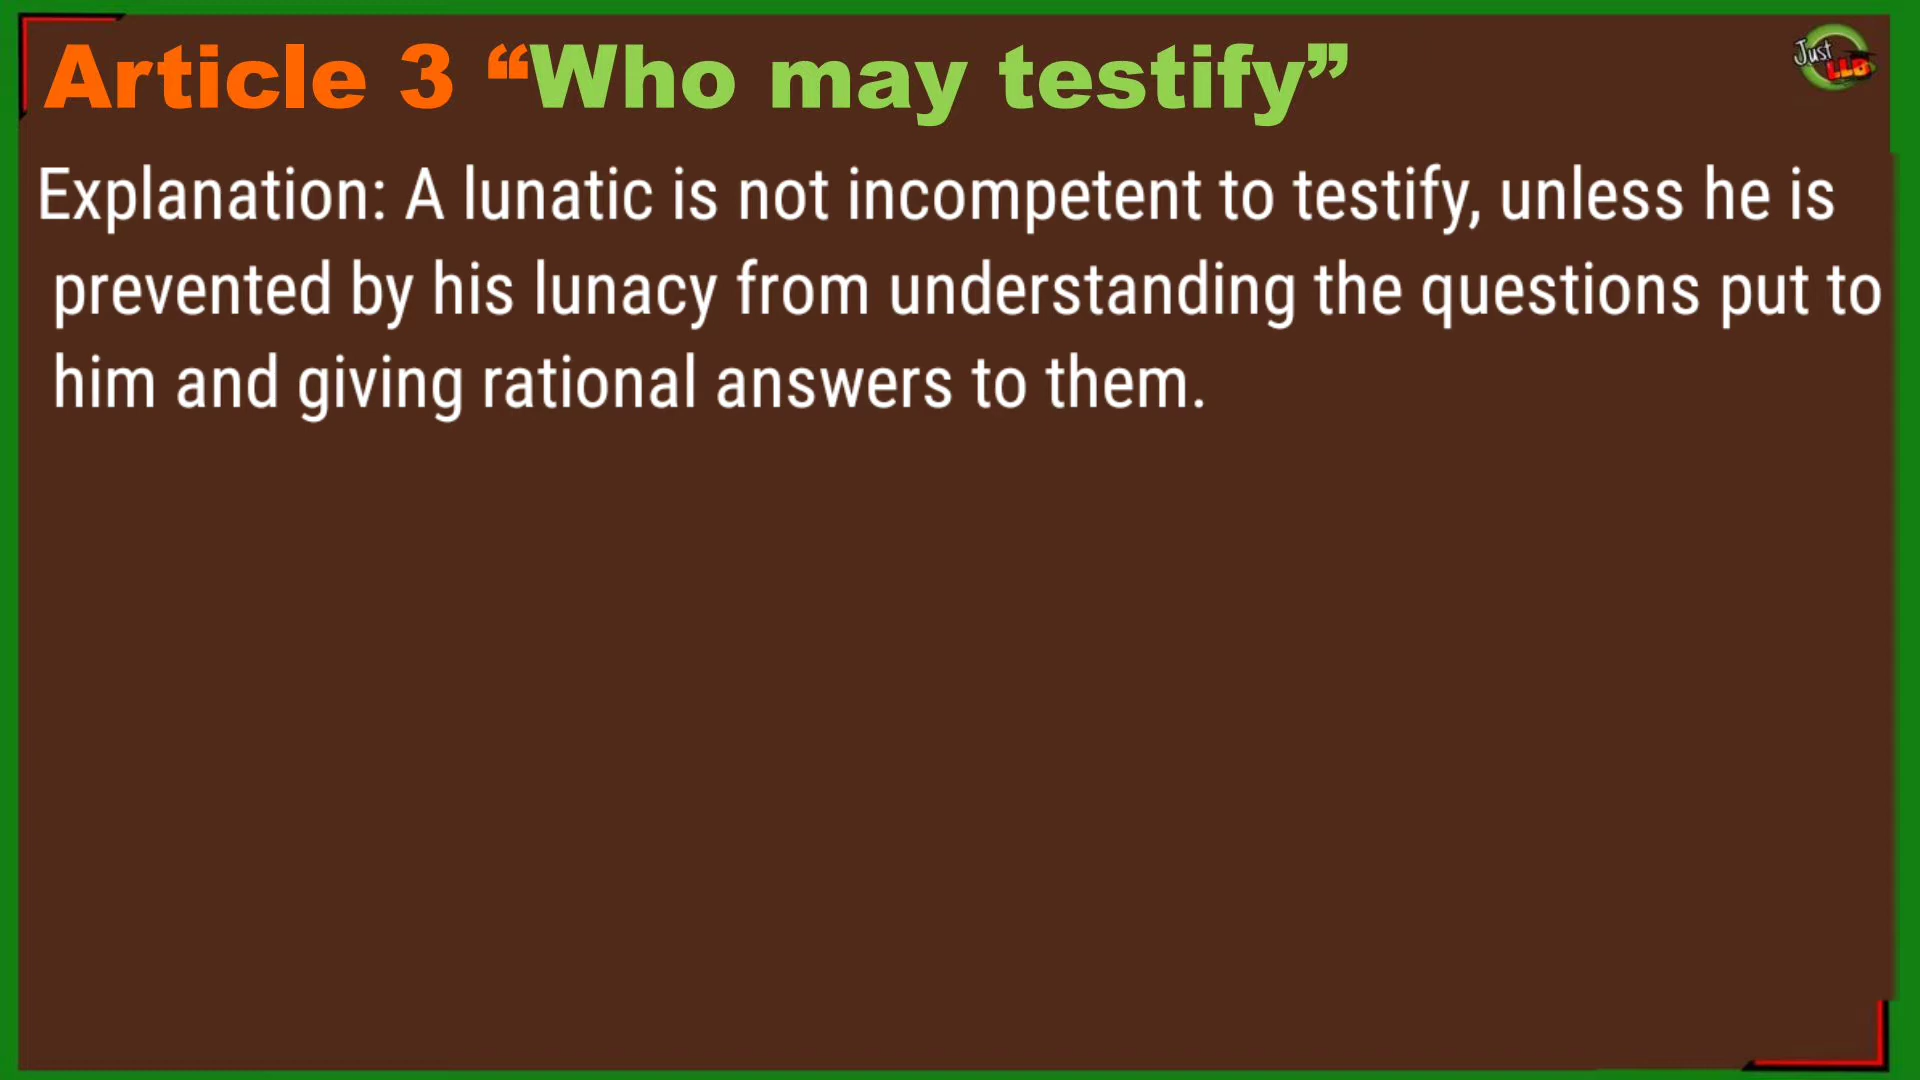 Article 3 “Who may testify”
Just
LLB
Explanation: A lunatic is not incompetent to testify, unless he is
prevented by his lunacy from understanding the questions put to
him and giving rational answers to them.